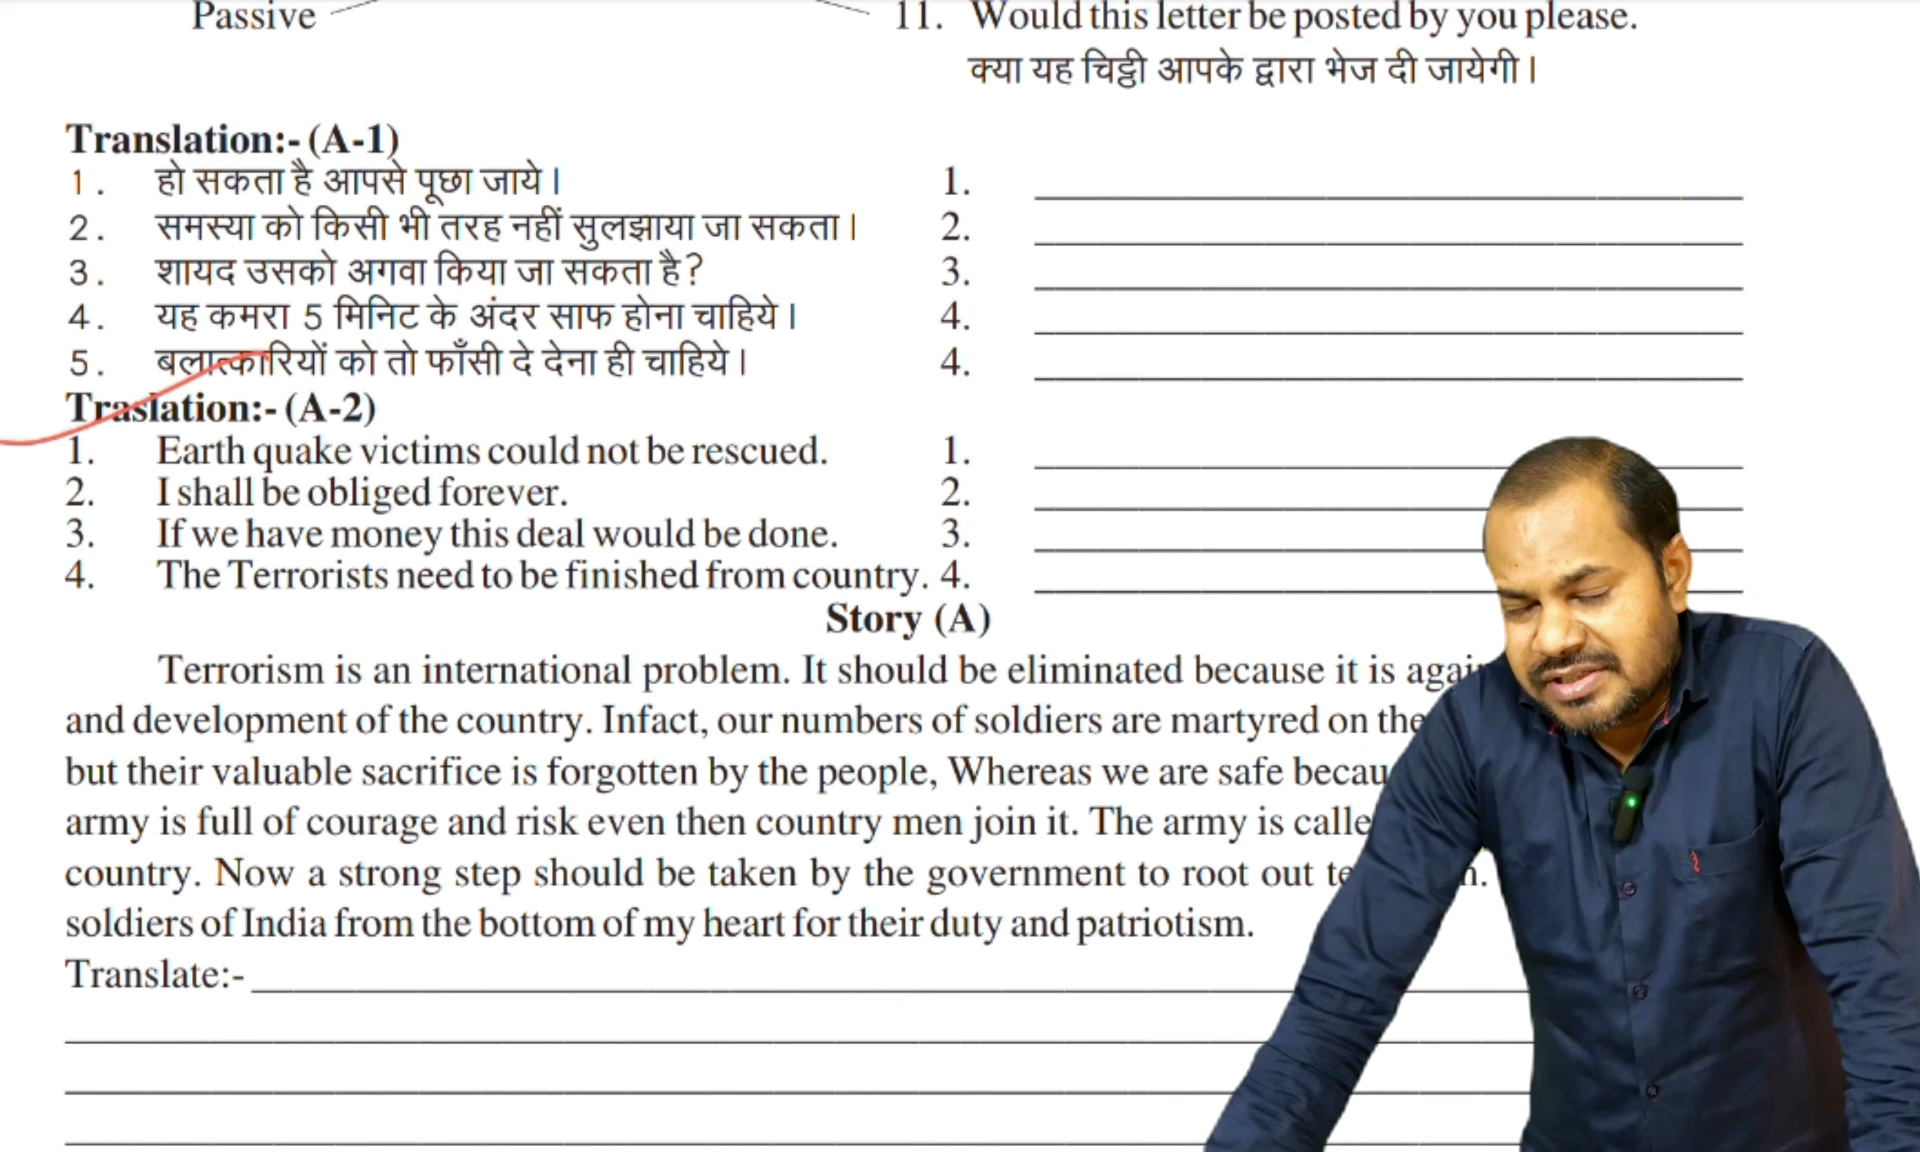 Passive
11. Would this letter be posted by you please.
क्या यह चिट्ठी आपके द्वारा भेज दी जायेगी।
Translation:- (A-1)
1. हो सकता है आपसे पूछा जाये। 1.
2. समस्या को किसी भी तरह नहीं सुलझाया जा सकता। 2.
3. शायद उसको अगवा किया जा सकता है? 3.
4. यह कमरा 5 मिनिट के अंदर साफ होना चाहिये। 4.
5. बलात्कारियों को तो फाँसी दे देना ही चाहिये। 4.
Traslation:- (A-2)
1. Earth quake victims could not be rescued. 1.
2. I shall be obliged forever. 2.
3. If we have money this deal would be done. 3.
4. The Terrorists need to be finished from country. 4.
Story (A)
Terrorism is an international problem. It should be eliminated because it is
and development of the country. Infact, our numbers of soldiers are martyred on the
but their valuable sacrifice is forgotten by the people, Whereas we are safe
army is full of courage and risk even then country men join it. The army is
country. Now a strong step should be taken by the government to root out
soldiers of India from the bottom of my heart for their duty and patriotism.
Translate:-